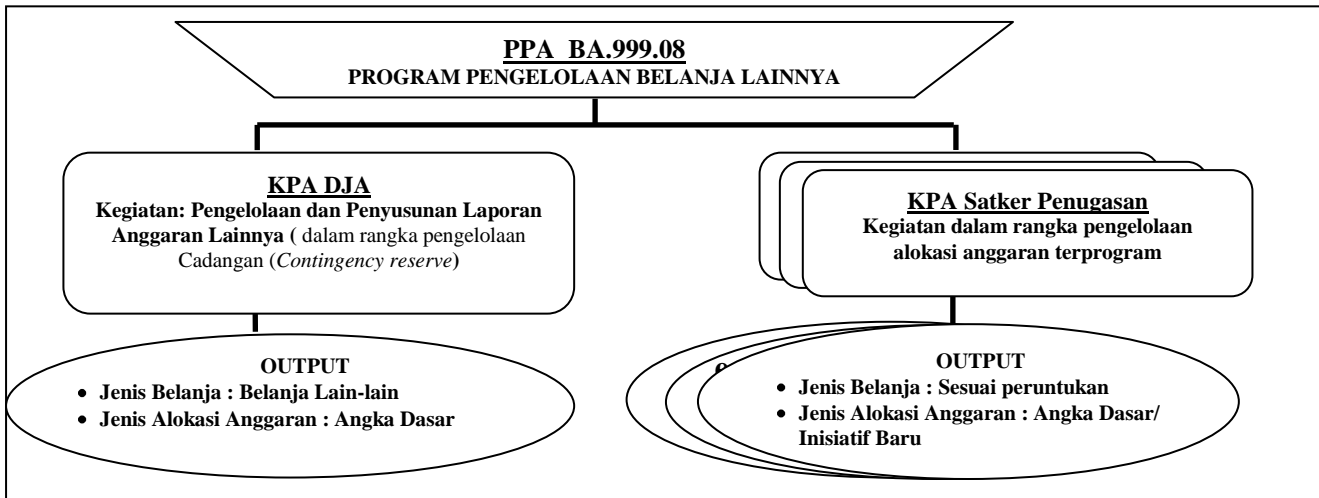 PPA BA.999.08
PROGRAM PENGELOLAAN BELANJA LAINNYA
KPA DJA
Kegiatan: Pengelolaan dan Penyusunan Laporan
Anggaran Lainnya ( dalam rangka pengelolaan
Cadangan (Contingency reserve)
KPA Satker Penugasan
Kegiatan dalam rangka pengelolaan
alokasi anggaran terprogram
OUTPUT
• Jenis Belanja : Belanja Lain-lain
• Jenis Alokasi Anggaran : Angka Dasar
OUTPUT
• Jenis Belanja : Sesuai peruntukan
• Jenis Alokasi Anggaran : Angka Dasar/
Inisiatif Baru